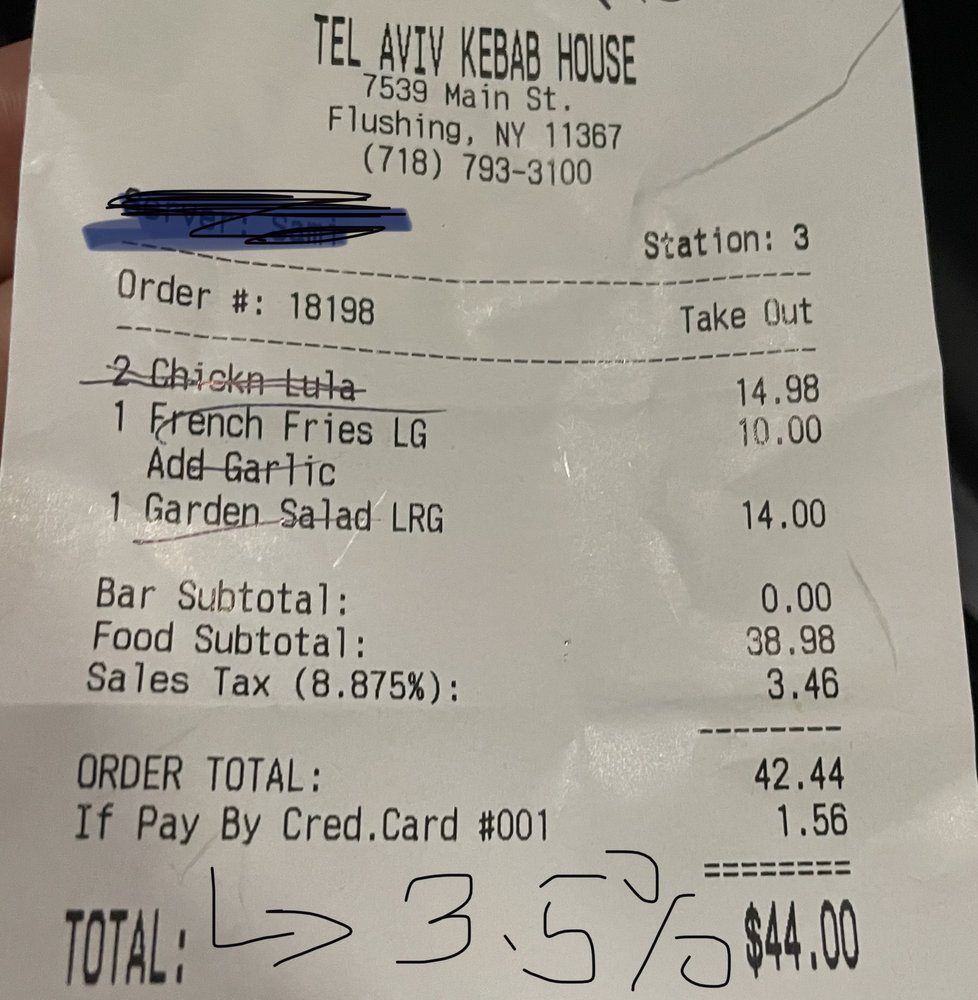 TEL AVIV KEBAB HOUSE
7539 Main St.
Flushing, NY 11367
(718) 793-3100
Station: 3
Order #: 18198 Take Out
2 Chickn Lula 14.98
1 French Fries LG 10.00
Add Garlic
1 Garden Salad LRG 14.00
Bar Subtotal: 0.00
Food Subtotal: 38.98
Sales Tax (8.875%): 3.46
ORDER TOTAL: 42.44
If Pay By Cred.Card #001 1.56
TOTAL: 3.5% $44.00